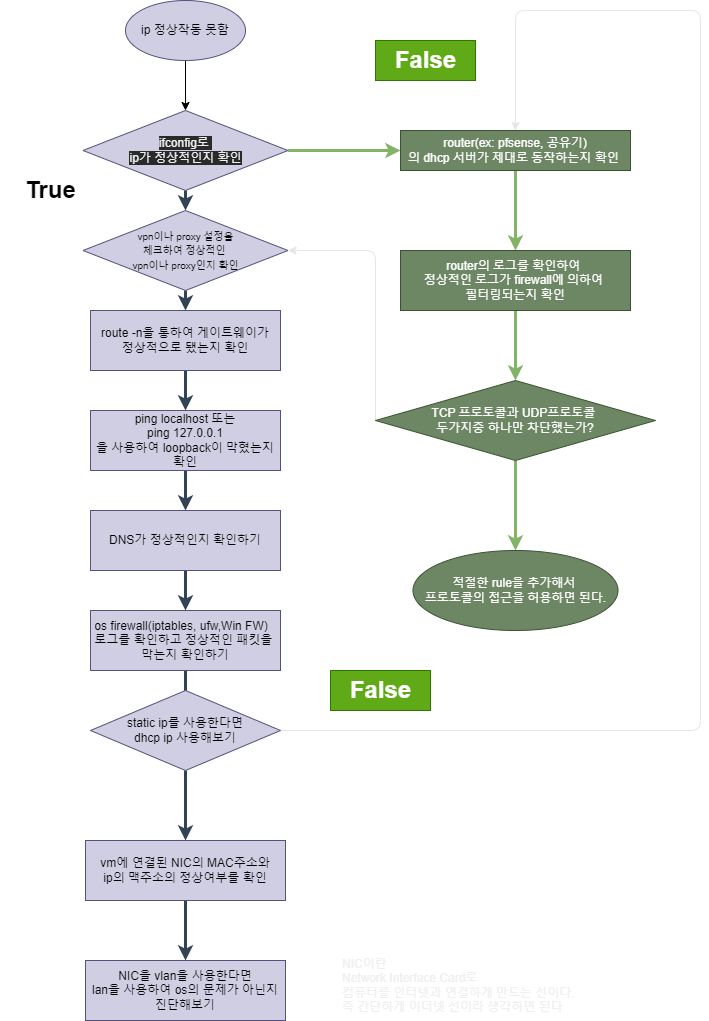 ip 정상작동 못함
False
ifconfig로
ip가 정상적인지 확인
router(ex: pfsense, 공유기)
의 dhcp 서버가 제대로 동작하는지 확인
True
vpn이나 proxy 설정을
체크하여 정상적인
vpn이나 proxy인지 확인
router의 로그를 확인하여
정상적인 로그가 firewall에 의하여
필터링되는지 확인
route -n을 통하여 게이트웨이가
정상적으로 됐는지 확인
TCP 프로토콜과 UDP프로토콜
두가지중 하나만 차단했는가?
ping localhost 또는
ping 127.0.0.1
을 사용하여 loopback이 막혔는지
확인
DNS가 정상적인지 확인하기
적절한 rule을 추가해서
프로토콜의 접근을 허용하면 된다.
os firewall(iptables, ufw,Win FW)
로그를 확인하고 정상적인 패킷을
막는지 확인하기
False
static ip를 사용한다면
dhcp ip 사용해보기
vm에 연결된 NIC의 MAC주소와
ip의 맥주소의 정상여부를 확인
NIC을 vlan을 사용한다면
lan을 사용하여 os의 문제가 아닌지
진단해보기
NIC이란
Network Interface Card로
컴퓨터를 인터넷과 연결하게 만드는 선이다.
즉 간단하게 이더넷 선이라 생각하면 된다